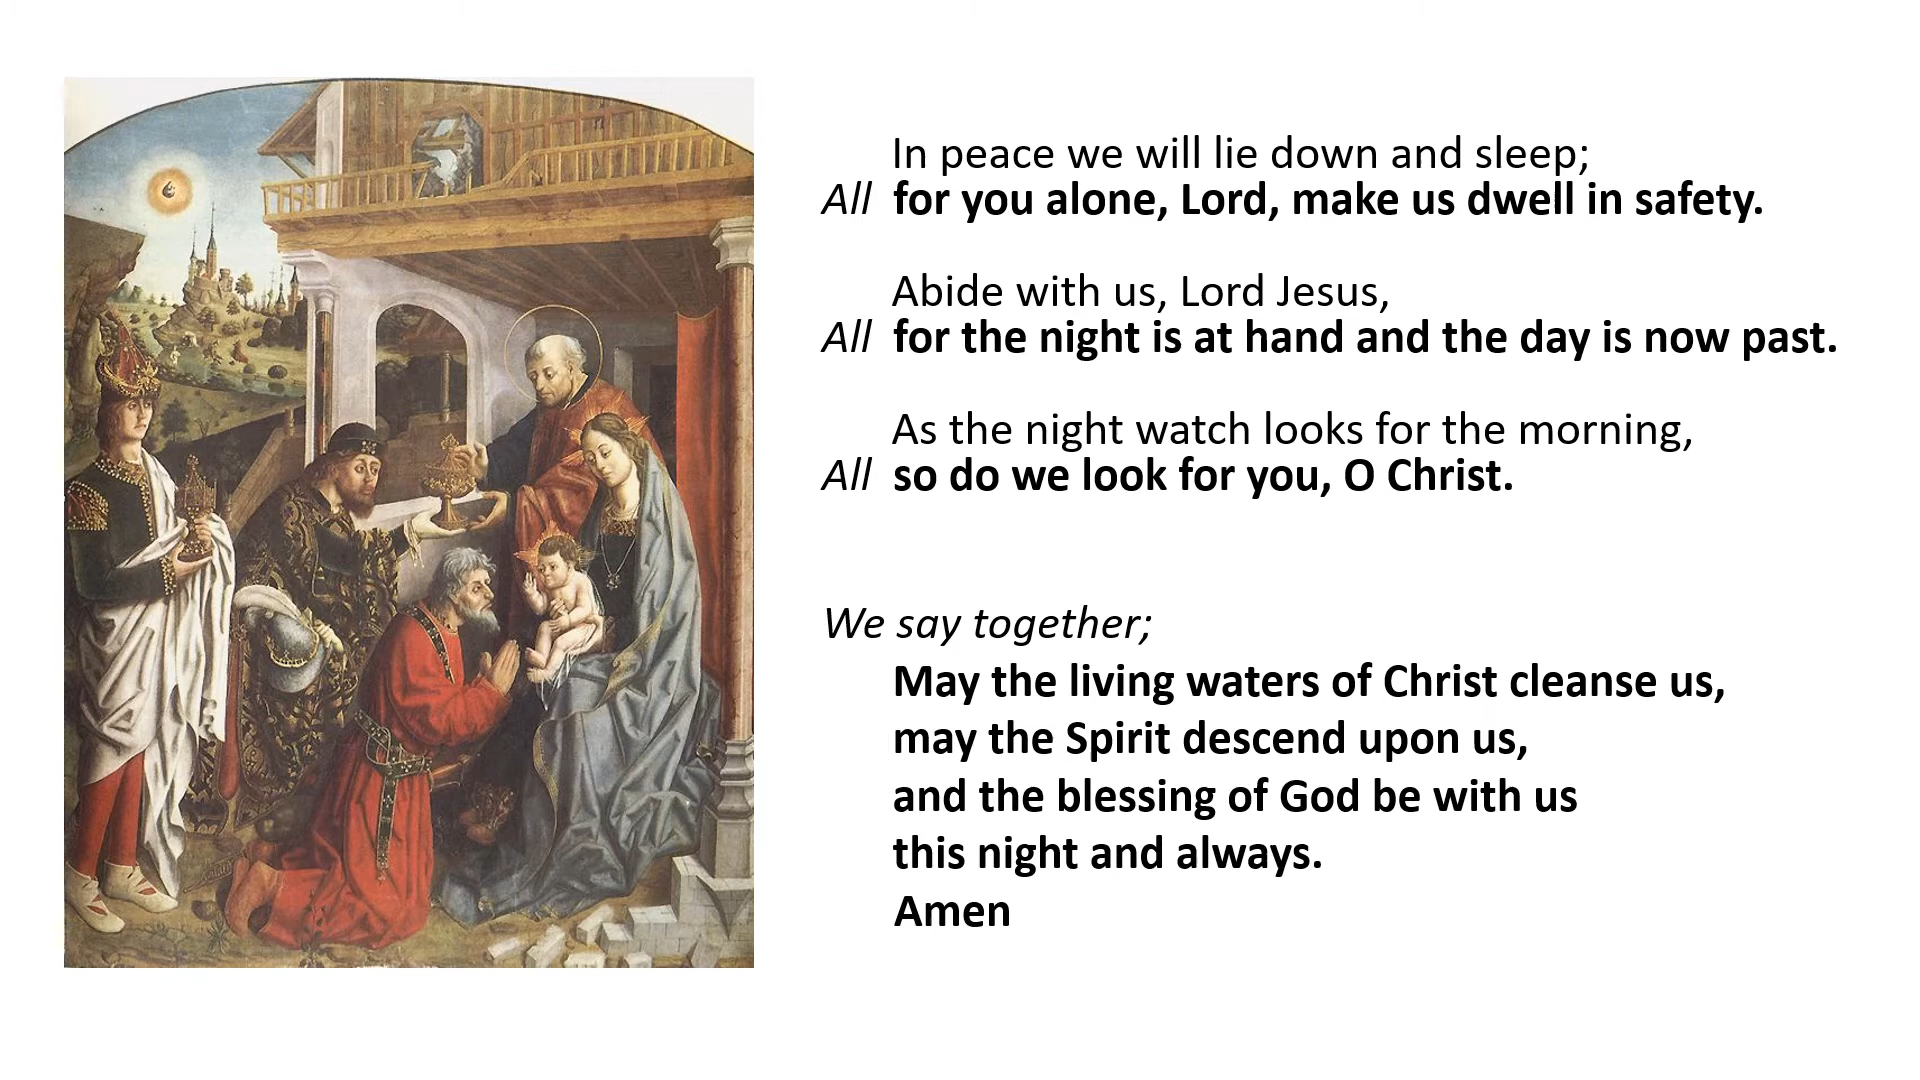 In peace we will lie down and sleep;
All for you alone, Lord, make us dwell in safety.
Abide with us, Lord Jesus,
All for the night is at hand and the day is now past.
As the night watch looks for the morning,
All so do we look for you, O Christ.
We say together;
May the living waters of Christ cleanse us,
may the Spirit descend upon us,
and the blessing of God be with us
this night and always.
Amen